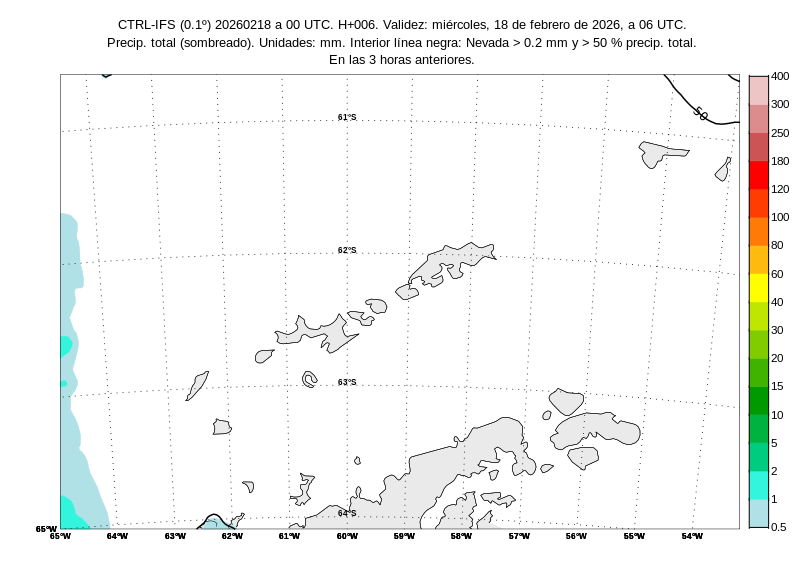 CTRL-IFS (0.1º) 20260218 a 00 UTC. H+006. Validez: miércoles, 18 de febrero de 2026, a 06 UTC.
Precip. total (sombreado). Unidades: mm. Interior línea negra: Nevada > 0.2 mm y > 50 % precip. total.
En las 3 horas anteriores.
400
300
250
180
120
100
80
60
40
30
20
15
10
5
2
1
0.5
50
61°S
62°S
63°S
64°S
65°W
65°W
64°W
63°W
62°W
61°W
60°W
59°W
58°W
57°W
56°W
55°W
54°W